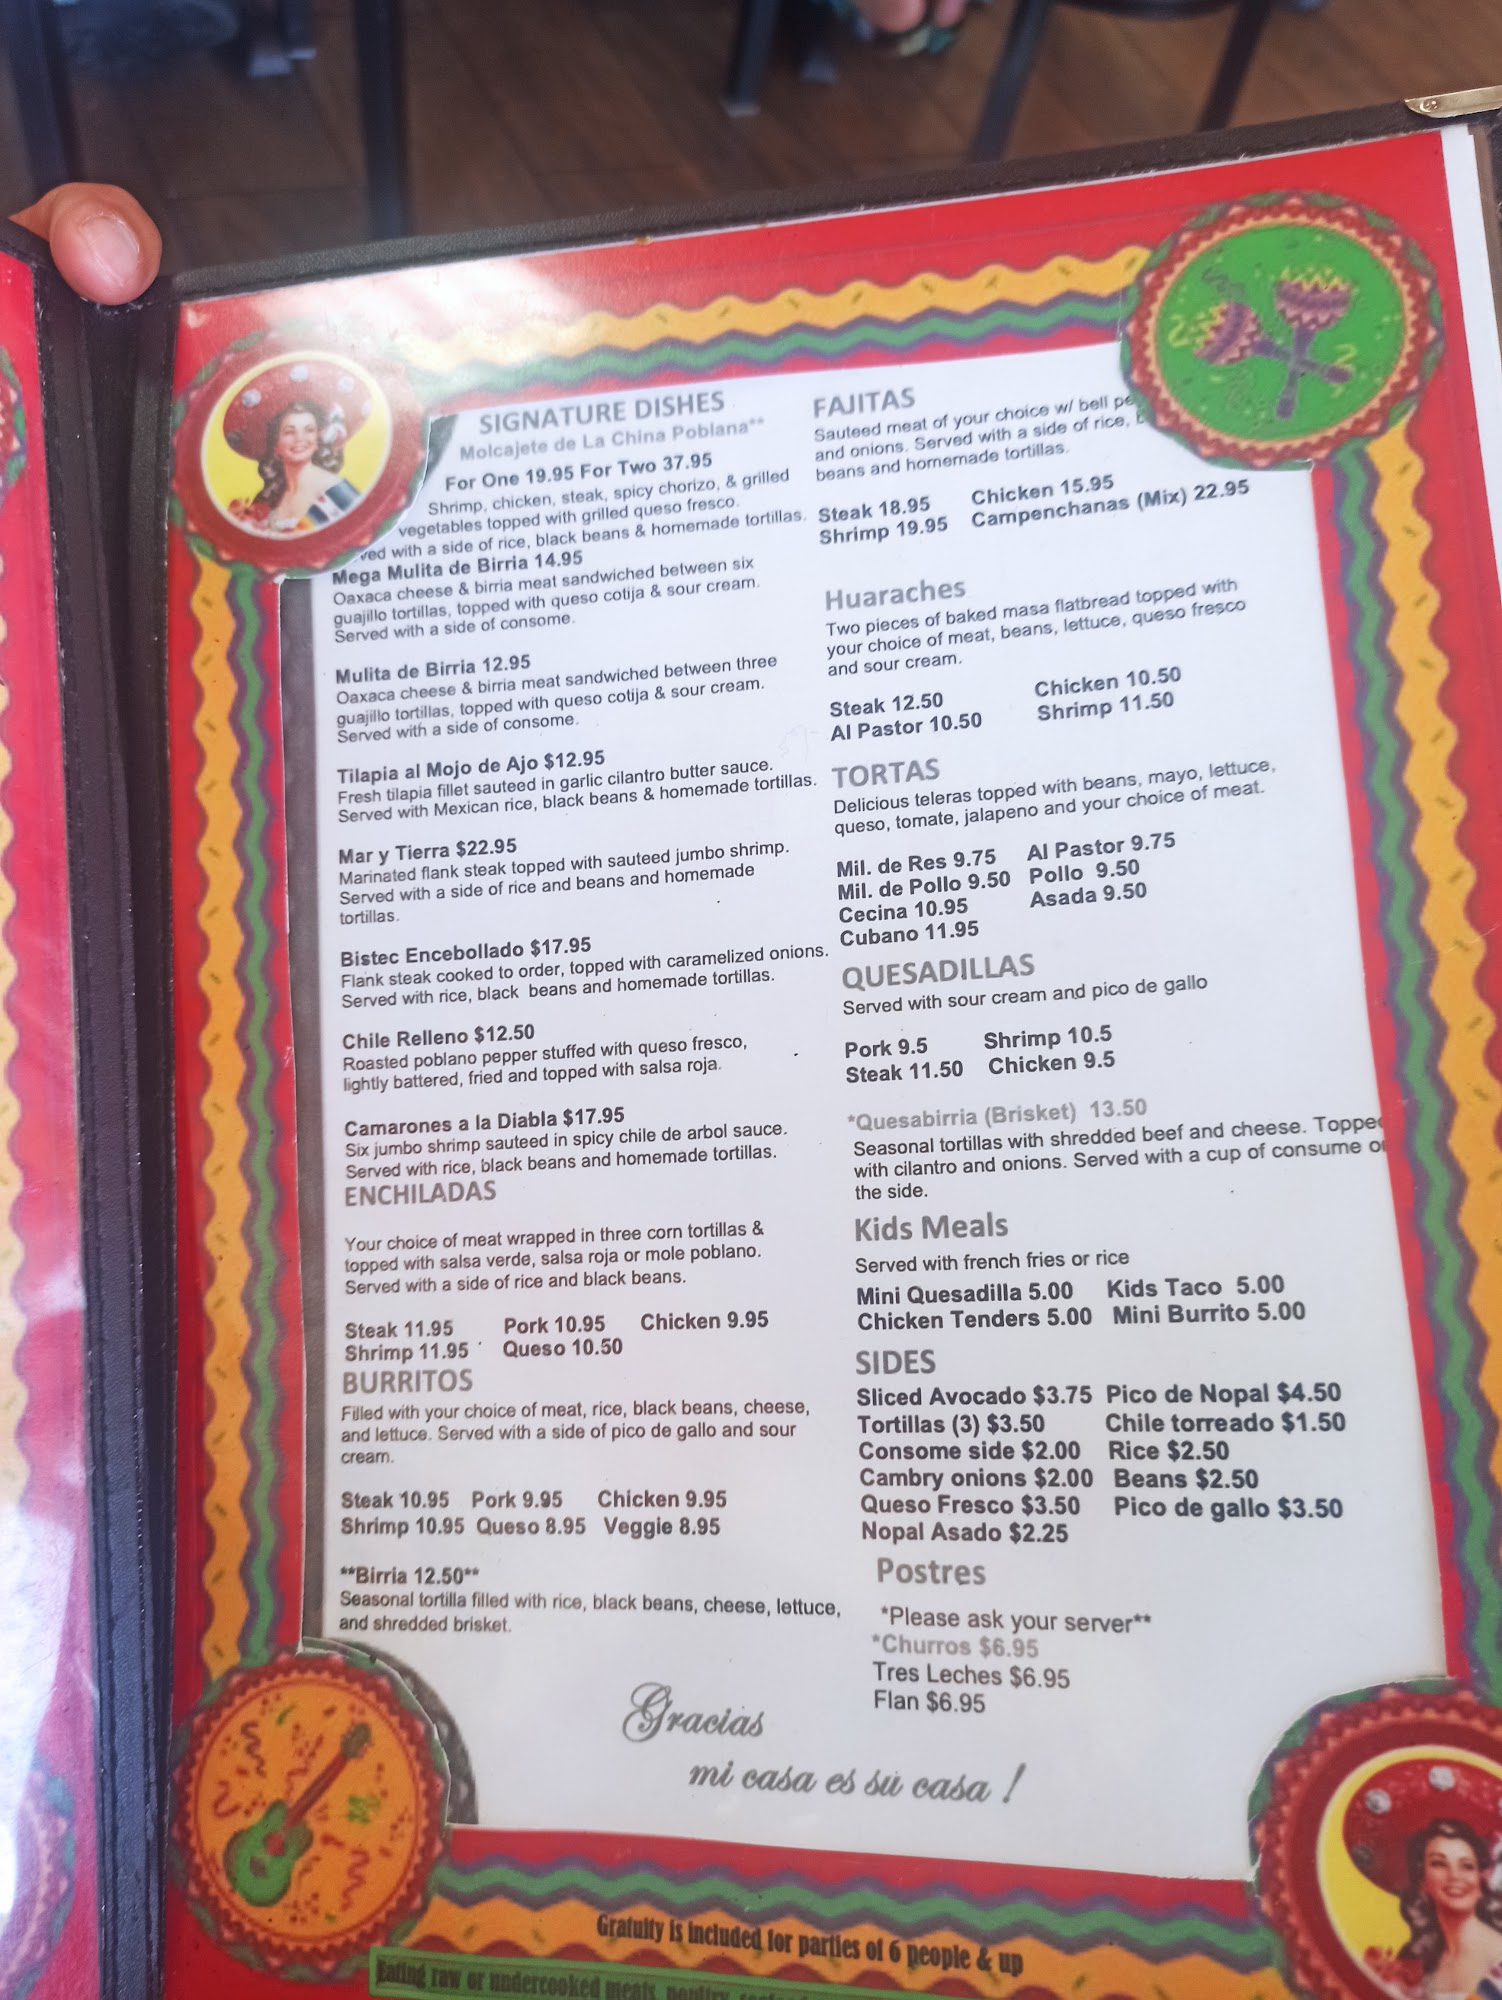 SIGNATURE DISHES
Molcajete de La China Poblana**
For One 19.95 For Two 37.95
Shrimp, chicken, steak, spicy chorizo, & grilled
vegetables topped with grilled queso fresco.
ved with a side of rice, black beans & homemade tortillas.
Mega Mulita de Birria 14.95
Oaxaca cheese & birria meat sandwiched between six
guajillo tortillas, topped with queso cotija & sour cream.
Served with a side of consome.
Mulita de Birria 12.95
Oaxaca cheese & birria meat sandwiched between three
guajillo tortillas, topped with queso cotija & sour cream.
Served with a side of consome.
Tilapia al Mojo de Ajo $12.95
Fresh tilapia fillet sauteed in garlic cilantro butter sauce.
Served with Mexican rice, black beans & homemade tortillas.
Mar y Tierra $22.95
Marinated flank steak topped with sauteed jumbo shrimp.
Served with a side of rice and beans and homemade
tortillas.
Bistec Encebollado $17.95
Flank steak cooked to order, topped with caramelized onions.
Served with rice, black beans and homemade tortillas.
Chile Relleno $12.50
Roasted poblano pepper stuffed with queso fresco,
lightly battered, fried and topped with salsa roja.
Camarones a la Diabla $17.95
Six jumbo shrimp sauteed in spicy chile de arbol sauce.
Served with rice, black beans and homemade tortillas.
ENCHILADAS
Your choice of meat wrapped in three corn tortillas &
topped with salsa verde, salsa roja or mole poblano.
Served with a side of rice and black beans.
Steak 11.95 Pork 10.95 Chicken 9.95
Shrimp 11.95 Queso 10.50
BURRITOS
Filled with your choice of meat, rice, black beans, cheese,
and lettuce. Served with a side of pico de gallo and sour
cream.
Steak 10.95 Pork 9.95 Chicken 9.95
Shrimp 10.95 Queso 8.95 Veggie 8.95
**Birria 12.50**
Seasonal tortilla filled with rice, black beans, cheese, lettuce,
and shredded brisket.
FAJITAS
Sauteed meat of your choice w/ bell pe
and onions. Served with a side of rice,
beans and homemade tortillas.
Steak 18.95 Chicken 15.95
Shrimp 19.95 Campenchanas (Mix) 22.95
Huaraches
Two pieces of baked masa flatbread topped with
your choice of meat, beans, lettuce, queso fresco
and sour cream.
Steak 12.50 Chicken 10.50
Al Pastor 10.50 Shrimp 11.50
TORTAS
Delicious teleras topped with beans, mayo, lettuce,
queso, tomate, jalapeno and your choice of meat.
Mil. de Res 9.75 Al Pastor 9.75
Mil. de Pollo 9.50 Pollo 9.50
Cecina 10.95 Asada 9.50
Cubano 11.95
QUESADILLAS
Served with sour cream and pico de gallo
Pork 9.5 Shrimp 10.5
Steak 11.50 Chicken 9.5
*Quesabirria (Brisket) 13.50
Seasonal tortillas with shredded beef and cheese. Topped
with cilantro and onions. Served with a cup of consume o
the side.
Kids Meals
Served with french fries or rice
Mini Quesadilla 5.00 Kids Taco 5.00
Chicken Tenders 5.00 Mini Burrito 5.00
SIDES
Sliced Avocado $3.75 Pico de Nopal $4.50
Tortillas (3) $3.50 Chile torreado $1.50
Consome side $2.00 Rice $2.50
Cambry onions $2.00 Beans $2.50
Queso Fresco $3.50 Pico de gallo $3.50
Nopal Asado $2.25
Postres
*Please ask your server**
*Churros $6.95
Tres Leches $6.95
Flan $6.95
Gracias
mi casa es su casa !
Gratuity is included for parties of 6 people & up
Eating raw or undercooked meats, poultry,